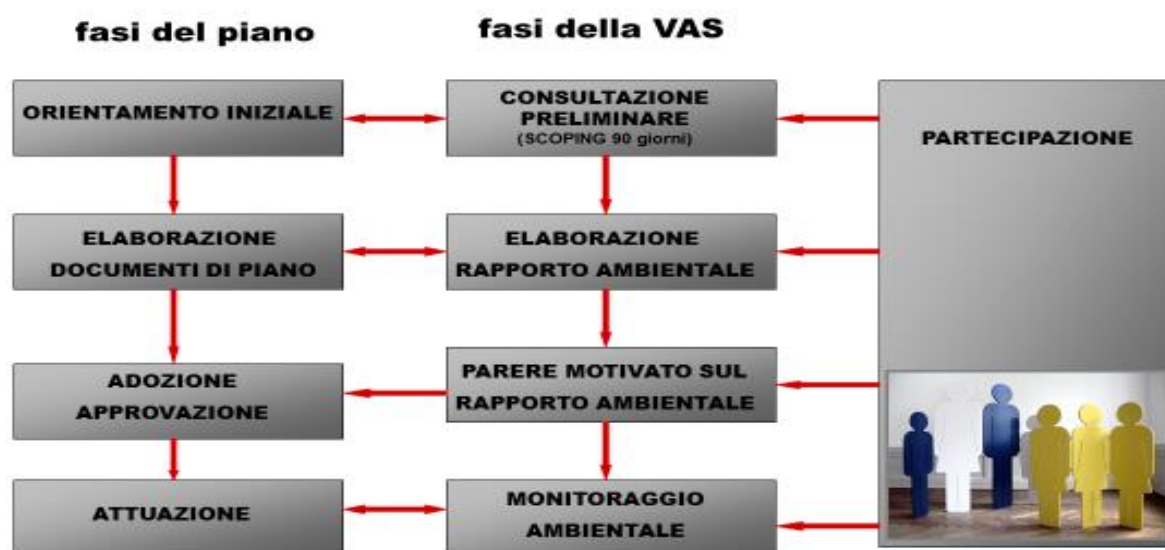 fasi del piano
fasi della VAS
ORIENTAMENTO INIZIALE
CONSULTAZIONE
PRELIMINARE
(SCOPING 90 giorni)
PARTECIPAZIONE
ELABORAZIONE
DOCUMENTI DI PIANO
ELABORAZIONE
RAPPORTO AMBIENTALE
ADOZIONE
APPROVAZIONE
PARERE MOTIVATO SUL
RAPPORTO AMBIENTALE
ATTUAZIONE
MONITORAGGIO
AMBIENTALE